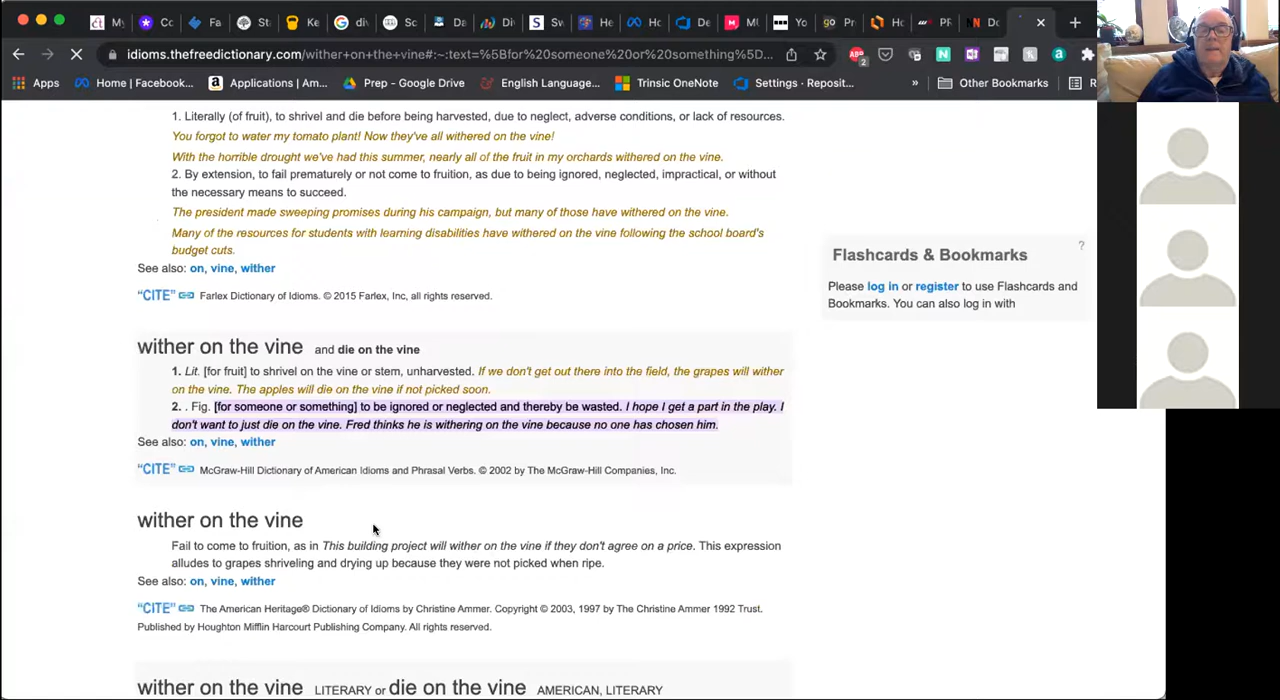 My
Co
Fa
St
Ke
div
Sc
Da
Div
Sw
He
Ho
De
M
Yo
go Pr
Ho
PR
De
idioms.thefreedictionary.com/wither+on+the+vine#:~:text=%5Bfor%20someone%20or%20something%5D...
2
Apps
Home | Facebook...
Applications | Am...
Prep - Google Drive
English Language...
Trinsic OneNote
Settings · Reposit...
»
Other Bookmarks
1. Literally (of fruit), to shrivel and die before being harvested, due to neglect, adverse conditions, or lack of resources.
You forgot to water my tomato plant! Now they've all withered on the vine!
With the horrible drought we've had this summer, nearly all of the fruit in my orchards withered on the vine.
2. By extension, to fail prematurely or not come to fruition, as due to being ignored, neglected, impractical, or without
the necessary means to succeed.
The president made sweeping promises during his campaign, but many of those have withered on the vine.
Many of the resources for students with learning disabilities have withered on the vine following the school board's
budget cuts.
See also: on, vine, wither
"CITE" Farlex Dictionary of Idioms. © 2015 Farlex, Inc, all rights reserved.
Flashcards & Bookmarks ?
Please log in or register to use Flashcards and
Bookmarks. You can also log in with
wither on the vine and die on the vine
1. Lit. [for fruit] to shrivel on the vine or stem, unharvested. If we don't get out there into the field, the grapes will wither
on the vine. The apples will die on the vine if not picked soon.
2. . Fig. [for someone or something] to be ignored or neglected and thereby be wasted. I hope I get a part in the play. I
don't want to just die on the vine. Fred thinks he is withering on the vine because no one has chosen him.
See also: on, vine, wither
"CITE" McGraw-Hill Dictionary of American Idioms and Phrasal Verbs. © 2002 by The McGraw-Hill Companies, Inc.
wither on the vine
Fail to come to fruition, as in This building project will wither on the vine if they don't agree on a price. This expression
alludes to grapes shriveling and drying up because they were not picked when ripe.
See also: on, vine, wither
"CITE" The American Heritage® Dictionary of Idioms by Christine Ammer. Copyright © 2003, 1997 by The Christine Ammer 1992 Trust.
Published by Houghton Mifflin Harcourt Publishing Company. All rights reserved.
wither on the vine LITERARY or die on the vine AMERICAN, LITERARY